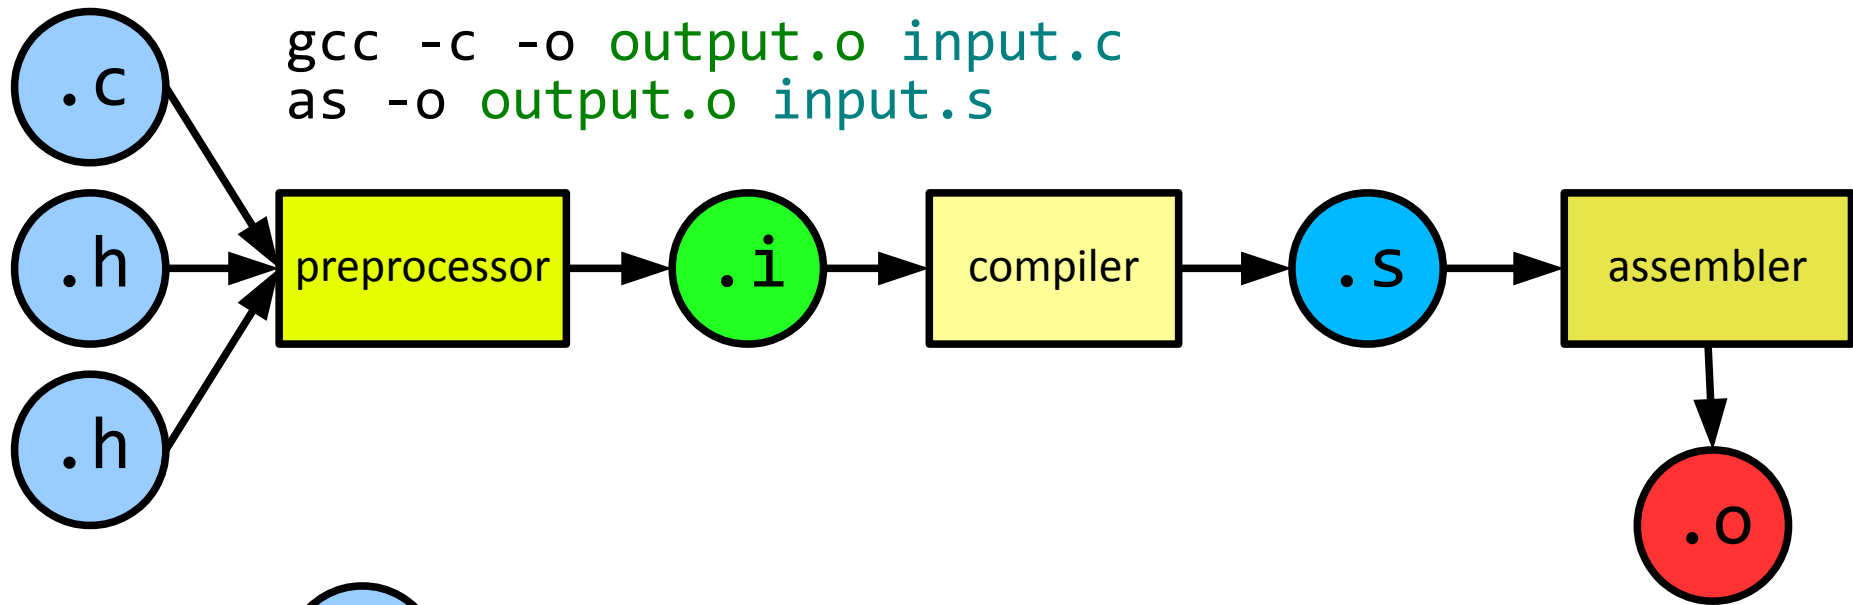 gcc -c -o output.o input.c
as -o output.o input.s
.c
.h
.h
preprocessor
.i
compiler
.s
assembler
.o